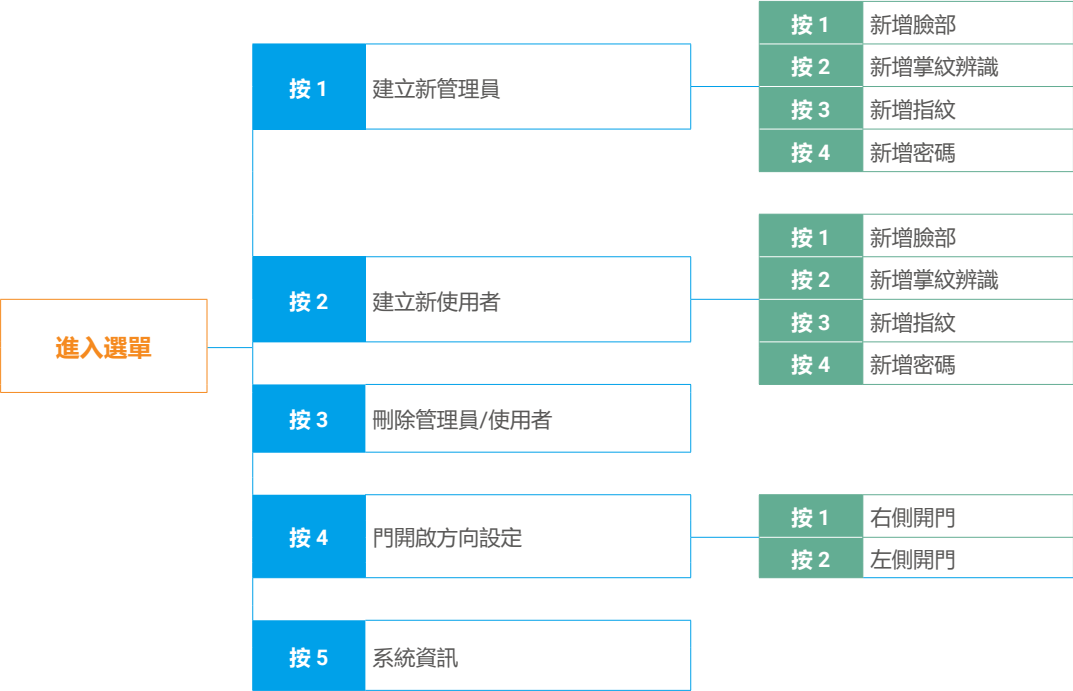 進入選單
按 1 建立新管理員
按 1 新增臉部
按 2 新增掌紋辨識
按 3 新增指紋
按 4 新增密碼
按 2 建立新使用者
按 1 新增臉部
按 2 新增掌紋辨識
按 3 新增指紋
按 4 新增密碼
按 3 刪除管理員/使用者
按 4 門開啟方向設定
按 1 右側開門
按 2 左側開門
按 5 系統資訊